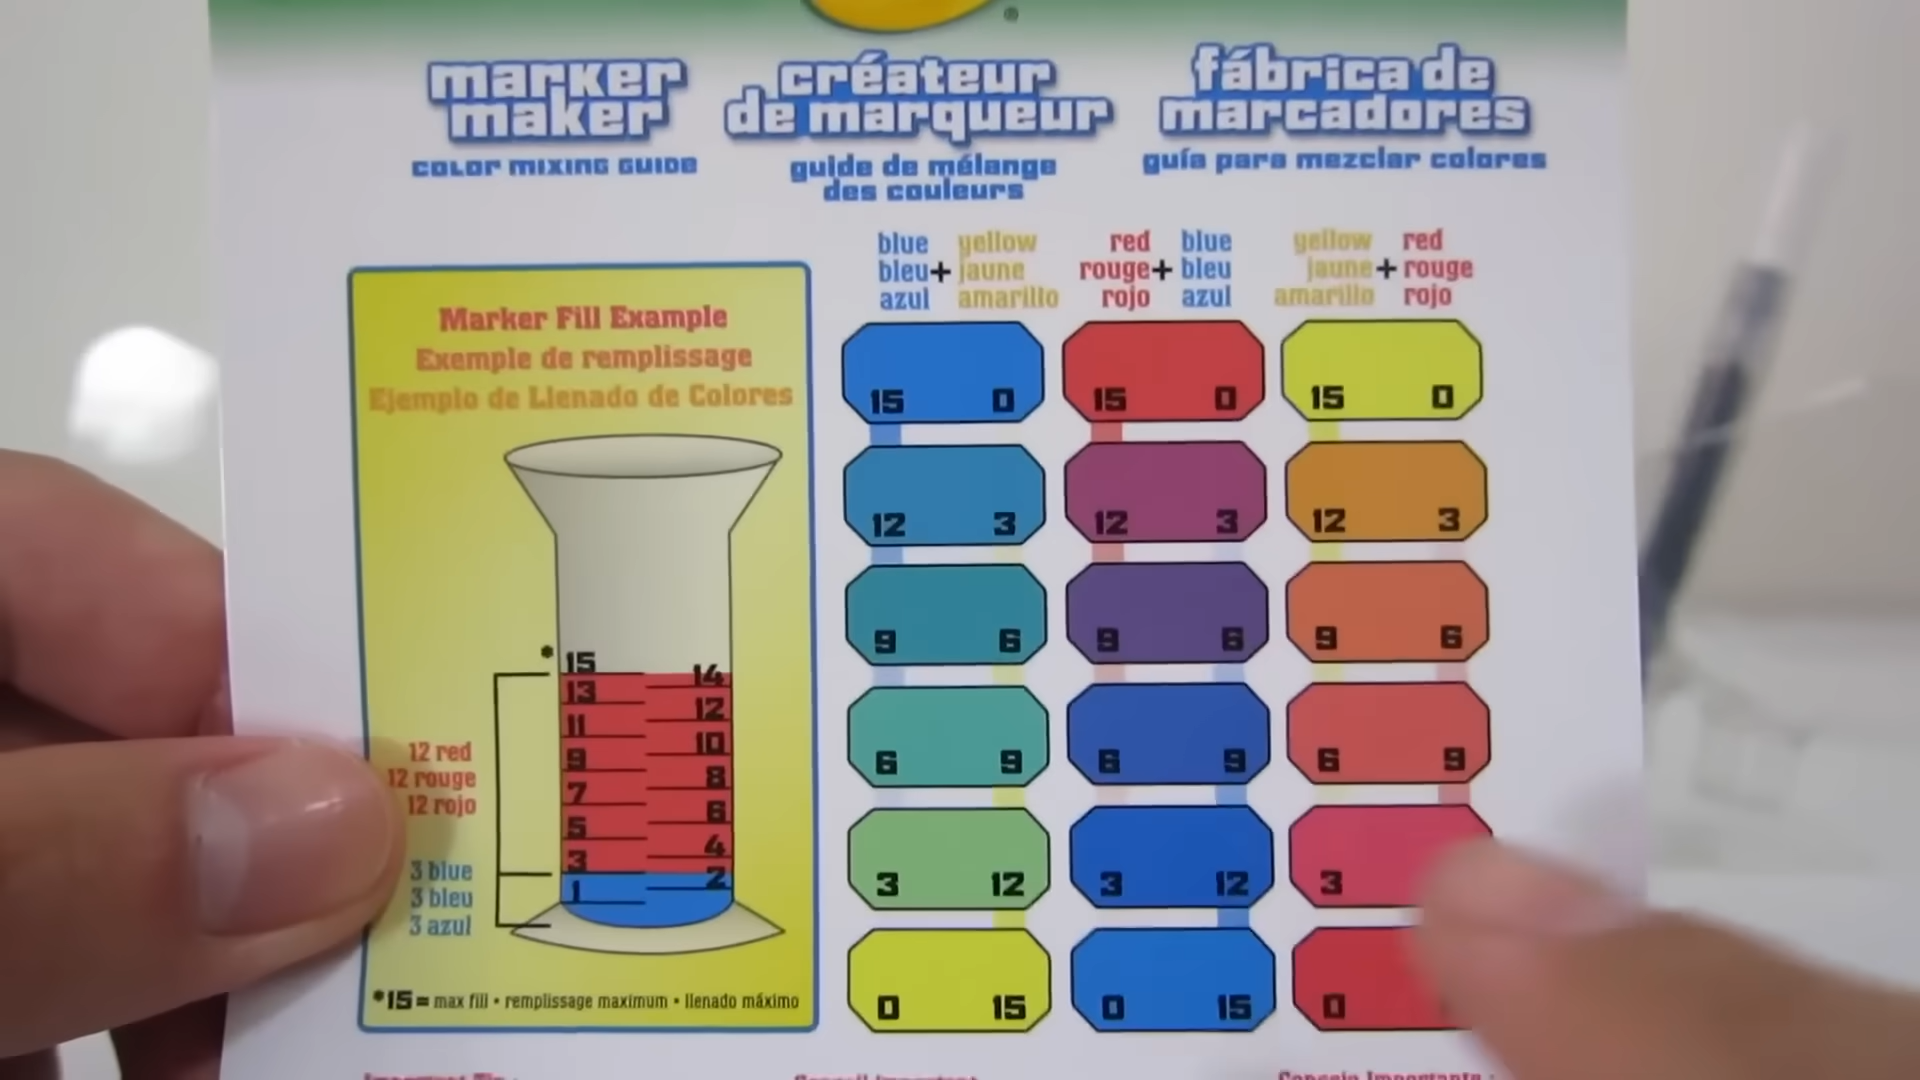 ®
marker
maker
COLOR MIXING GUIDE
créateur
de marqueur
guide de mélange
des couleurs
fábrica de
marcadores
guía para mezclar colores
Marker Fill Example
Exemple de remplissage
Ejemplo de Llenado de Colores
* 15
14
13
12
11
10
9
8
7
6
5
4
3
2
1
12 red
12 rouge
12 rojo
3 blue
3 bleu
3 azul
*15 = max fill • remplissage maximum • llenado máximo
blue yellow
bleu + jaune
azul amarillo
15 0
12 3
9 6
6 9
3 12
0 15
red blue
rouge + bleu
rojo azul
15 0
12 3
9 6
6 9
3 12
0 15
yellow red
jaune + rouge
amarillo rojo
15 0
12 3
9 6
6 9
3
0
Important Tip :
Conseil important
Consejo Importante :